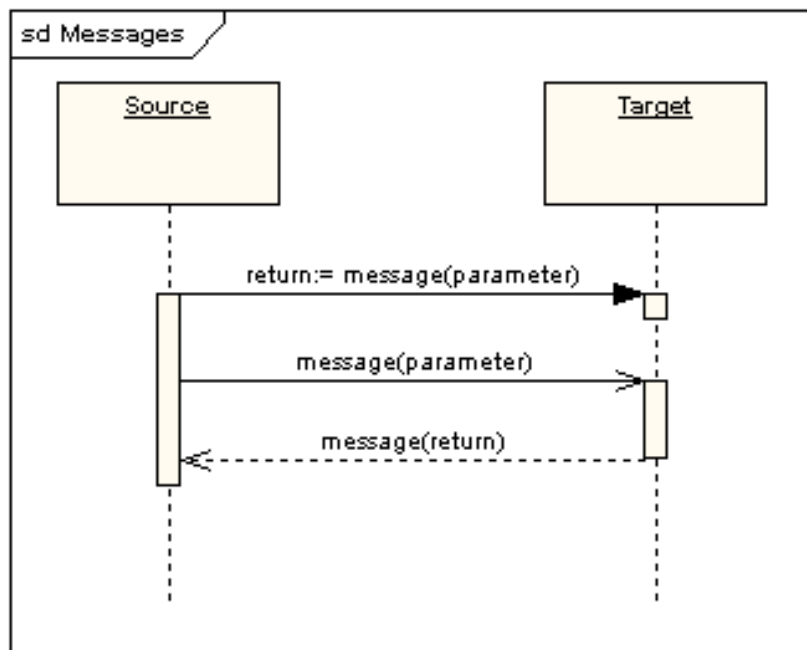 sd Messages
Source
Target
return:= message(parameter)
message(parameter)
message(return)